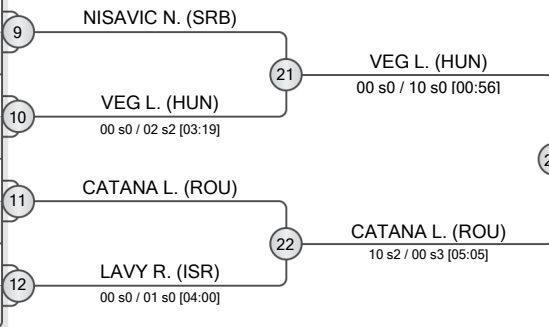 9
NISAVIC N. (SRB)
21
VEG L. (HUN)
00 s0 / 10 s0 [00:56]
10
VEG L. (HUN)
00 s0 / 02 s2 [03:19]
11
CATANA L. (ROU)
22
CATANA L. (ROU)
10 s2 / 00 s3 [05:05]
12
LAVY R. (ISR)
00 s0 / 01 s0 [04:00]